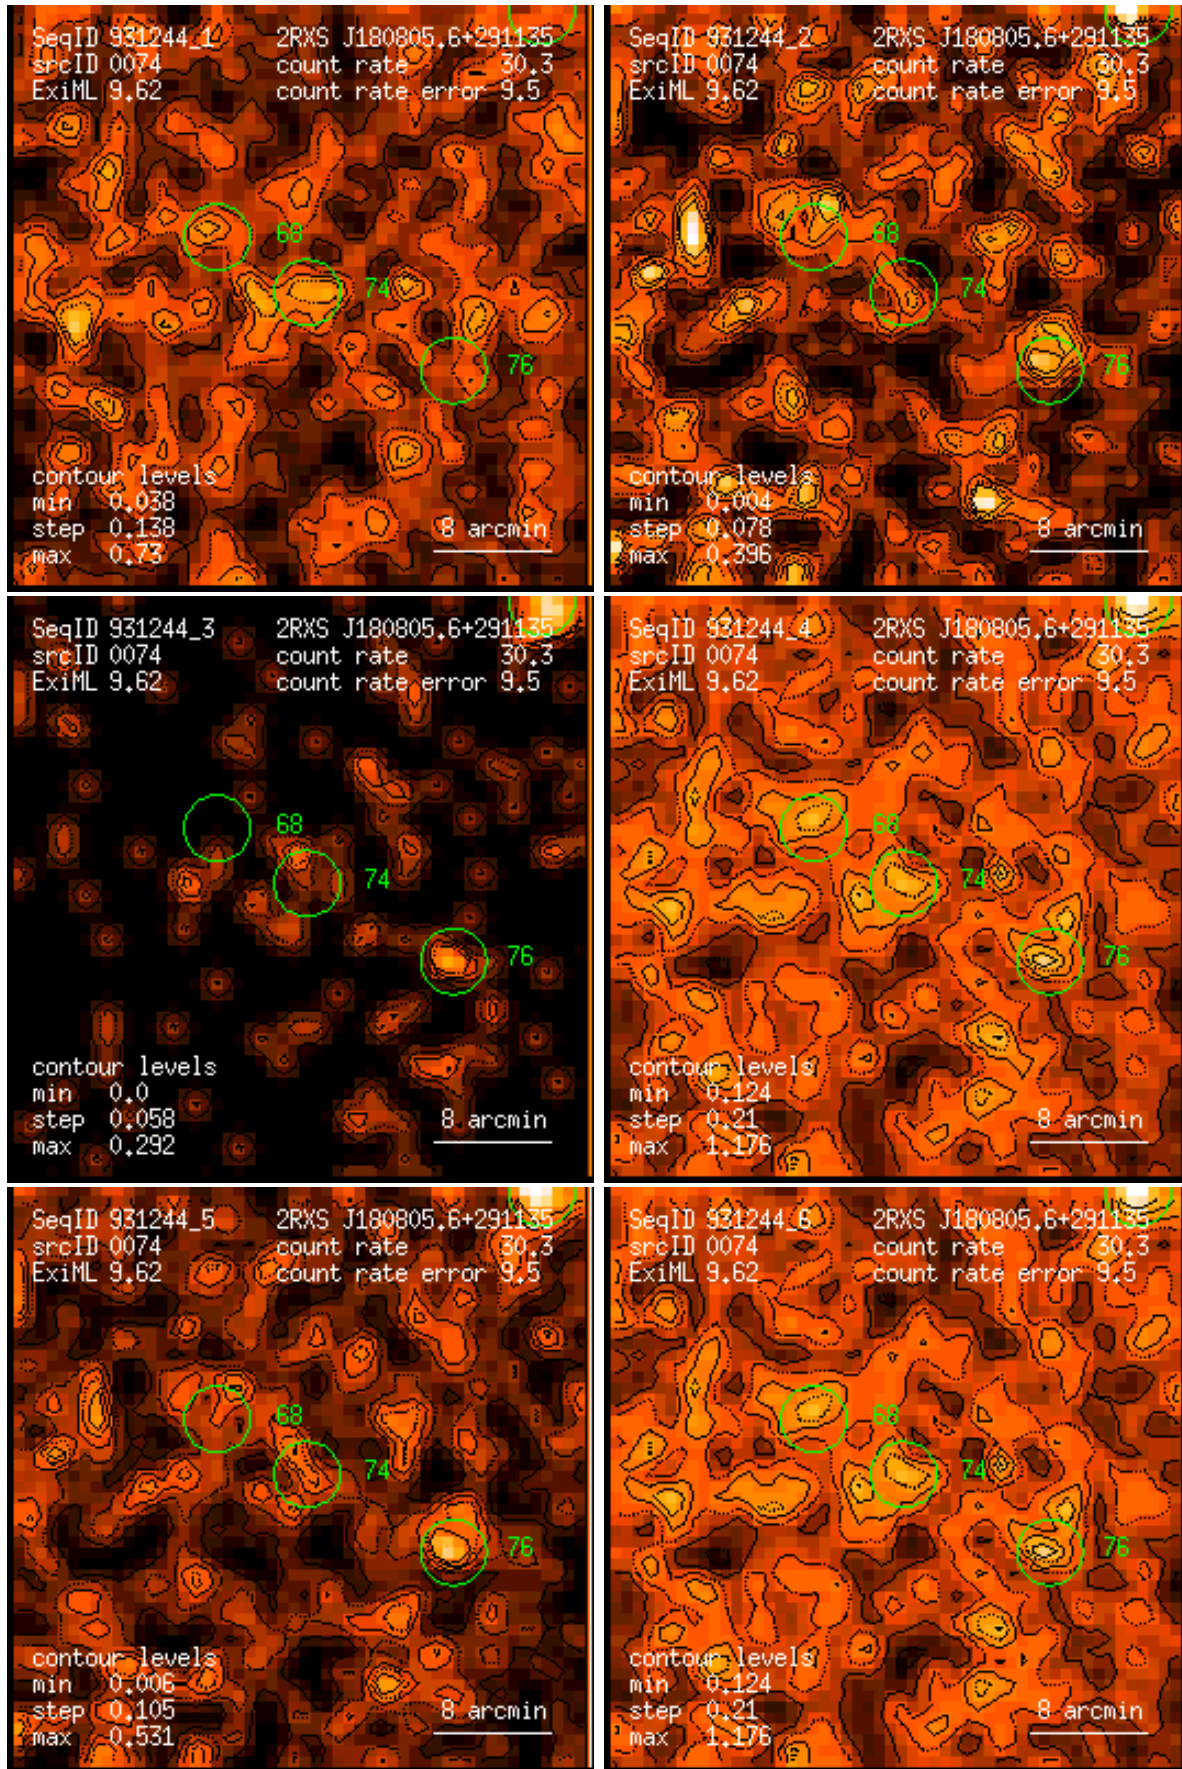 SeqID 931244_1 2RXS J180805.6+291135
srcID 0074 count rate 30.3
ExiML 9.62 count rate error 9.5
68
74
76
contour levels
min 0.038
step 0.138 8 arcmin
max 0.73
SeqID 931244_2 2RXS J180805.6+291135
srcID 0074 count rate 30.3
ExiML 9.62 count rate error 9.5
68
74
76
contour levels
min 0.004
step 0.078 8 arcmin
max 0.396
SeqID 931244_3 2RXS J180805.6+291135
srcID 0074 count rate 30.3
ExiML 9.62 count rate error 9.5
68
74
76
contour levels
min 0.0
step 0.058 8 arcmin
max 0.292
SeqID 931244_4 2RXS J180805.6+291135
srcID 0074 count rate 30.3
ExiML 9.62 count rate error 9.5
68
74
76
contour levels
min 0.124
step 0.21 8 arcmin
max 1.176
SeqID 931244_5 2RXS J180805.6+291135
srcID 0074 count rate 30.3
ExiML 9.62 count rate error 9.5
68
74
76
contour levels
min 0.006
step 0.105 8 arcmin
max 0.531
SeqID 931244_6 2RXS J180805.6+291135
srcID 0074 count rate 30.3
ExiML 9.62 count rate error 9.5
68
74
76
contour levels
min 0.124
step 0.21 8 arcmin
max 1.176